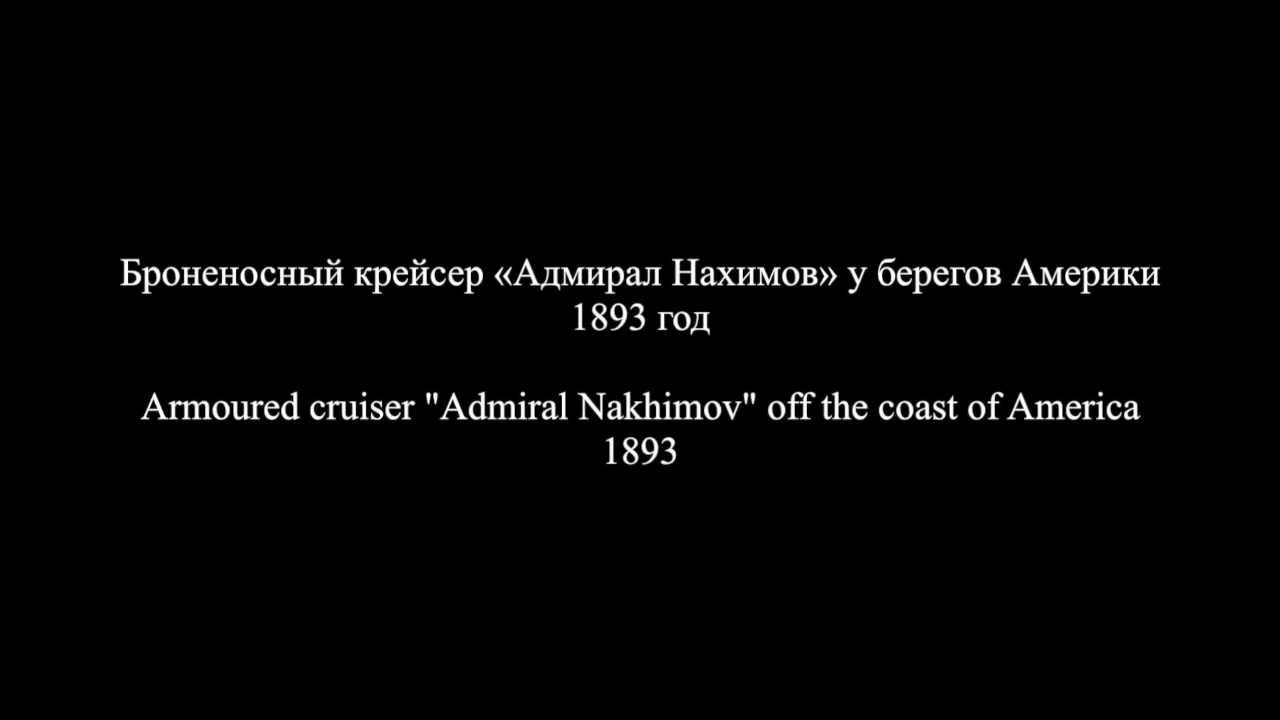 Броненосный крейсер «Адмирал Нахимов» у берегов Америки
1893 год
Armoured cruiser "Admiral Nakhimov" off the coast of America
1893